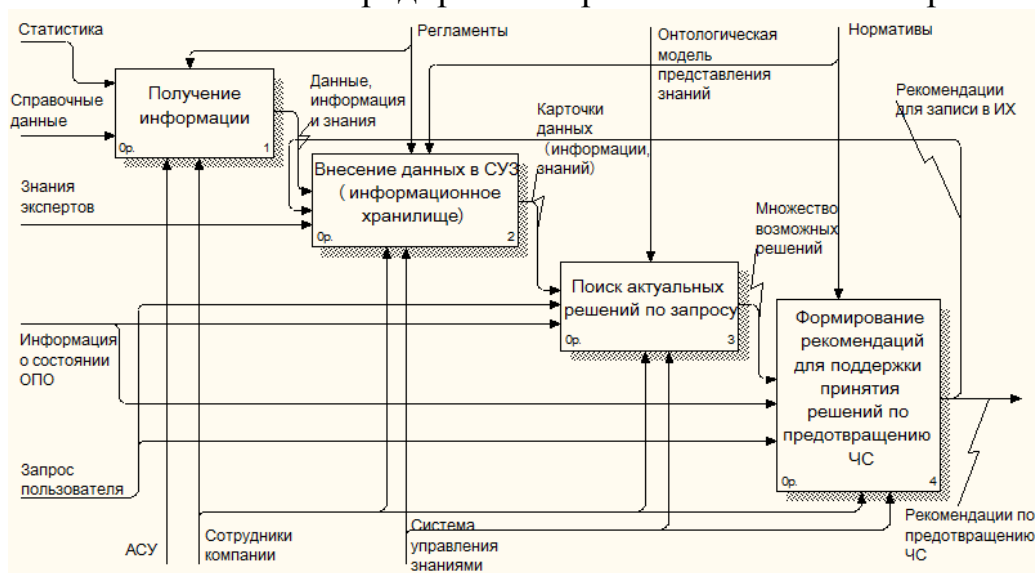 Статистика
Регламенты
Онтологическая
модель
представления
знаний
Нормативы
Справочные
данные
Получение
информации
0р.
1
Данные,
информация
и знания
Карточки
данных
(информации,
знаний)
Рекомендации
для записи в ИХ
Знания
экспертов
Внесение данных в СУЗ
( информационное
хранилище)
0р.
2
Множество
возможных
решений
Поиск актуальных
решений по запросу
0р.
3
Информация
о состоянии
ОПО
Формирование
рекомендаций
для поддержки
принятия
решений по
предотвращению
ЧС
0р.
4
Запрос
пользователя
АСУ
Сотрудники
компании
Система
управления
знаниями
Рекомендации по
предотвращению
ЧС